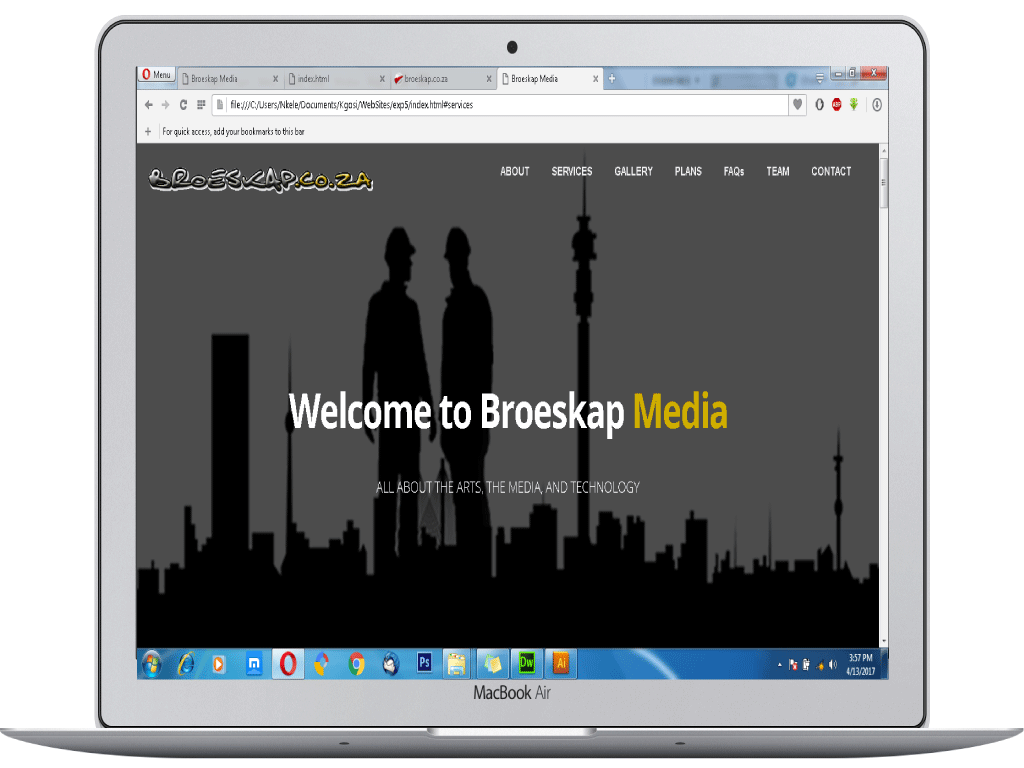 Menu
Broeskap Media
index.html
broeskap.co.za
Broeskap Media
file:///C:/Users/Nkele/Documents/Kgosi/WebSites/exp5/index.html#services
ABP
For quick access, add your bookmarks to this bar
BROESKAP.CO.ZA
ABOUT
SERVICES
GALLERY
PLANS
FAQs
TEAM
CONTACT
Welcome to Broeskap Media
ALL ABOUT THE ARTS, THE MEDIA, AND TECHNOLOGY
Ps
Dw
Ai
3:57 PM
4/13/2017
MacBook Air